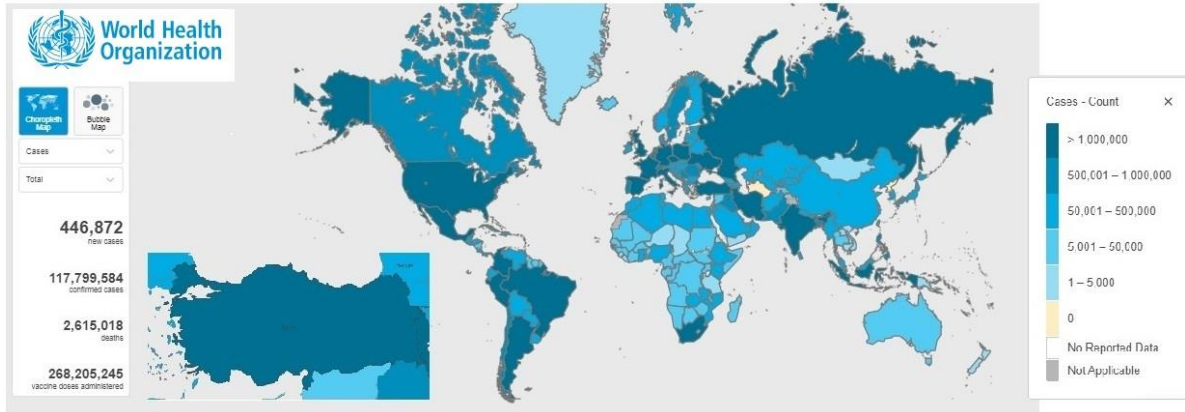 World Health
Organization
Choropleth
Map
Bubble
Map
Cases
Total
446,872
new cases
117,799,584
confirmed cases
2,615,018
deaths
268,205,245
vaccine doses administered
Cases - Count
> 1 000,000
500,001 – 1 000,000
50,001 – 500,000
5 001 – 50,000
1 – 5 000
0
No Reported Data
Not Applicable